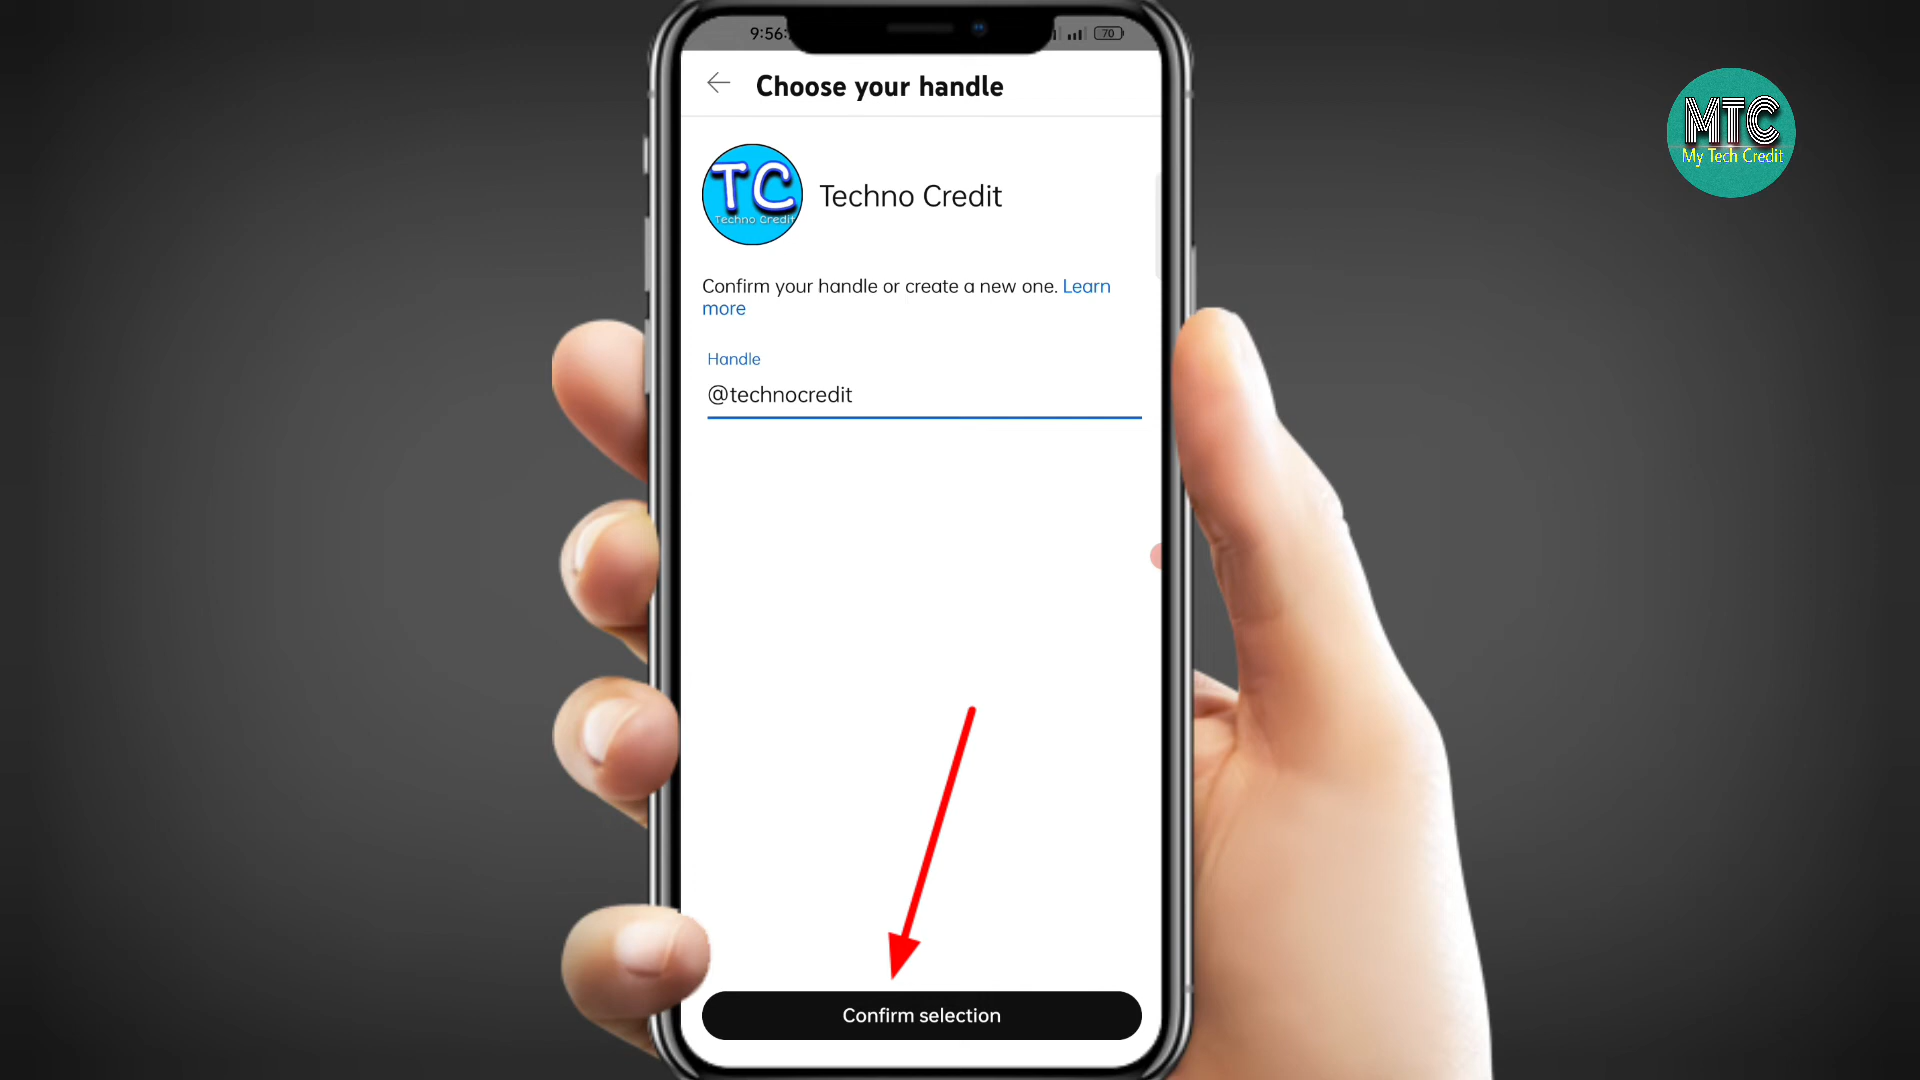 9:56:
70
Choose your handle
MTC
My Tech Credit
TC
Techno Credit
Techno Credit
Confirm your handle or create a new one. Learn
more
Handle
@technocredit
Confirm selection